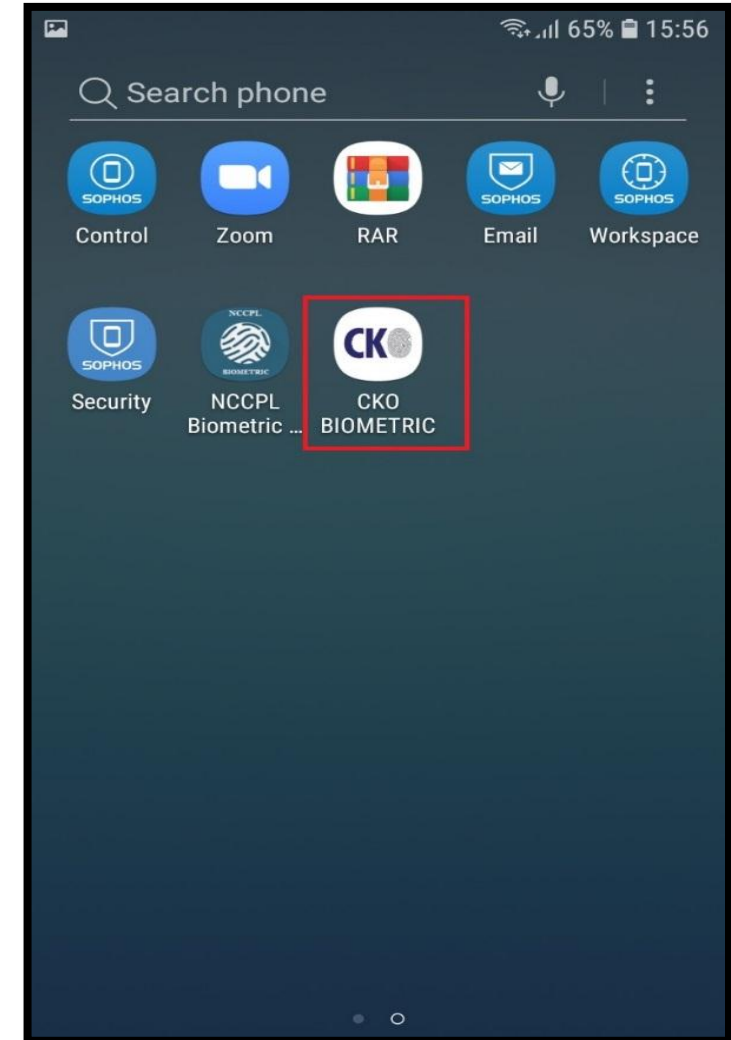 65% 15:56
Search phone
SOPHOS
SOPHOS
SOPHOS
Control Zoom RAR Email Workspace
SOPHOS
NCCPL
BIOMETRIC
CK
Security NCCPL CKO
Biometric ... BIOMETRIC